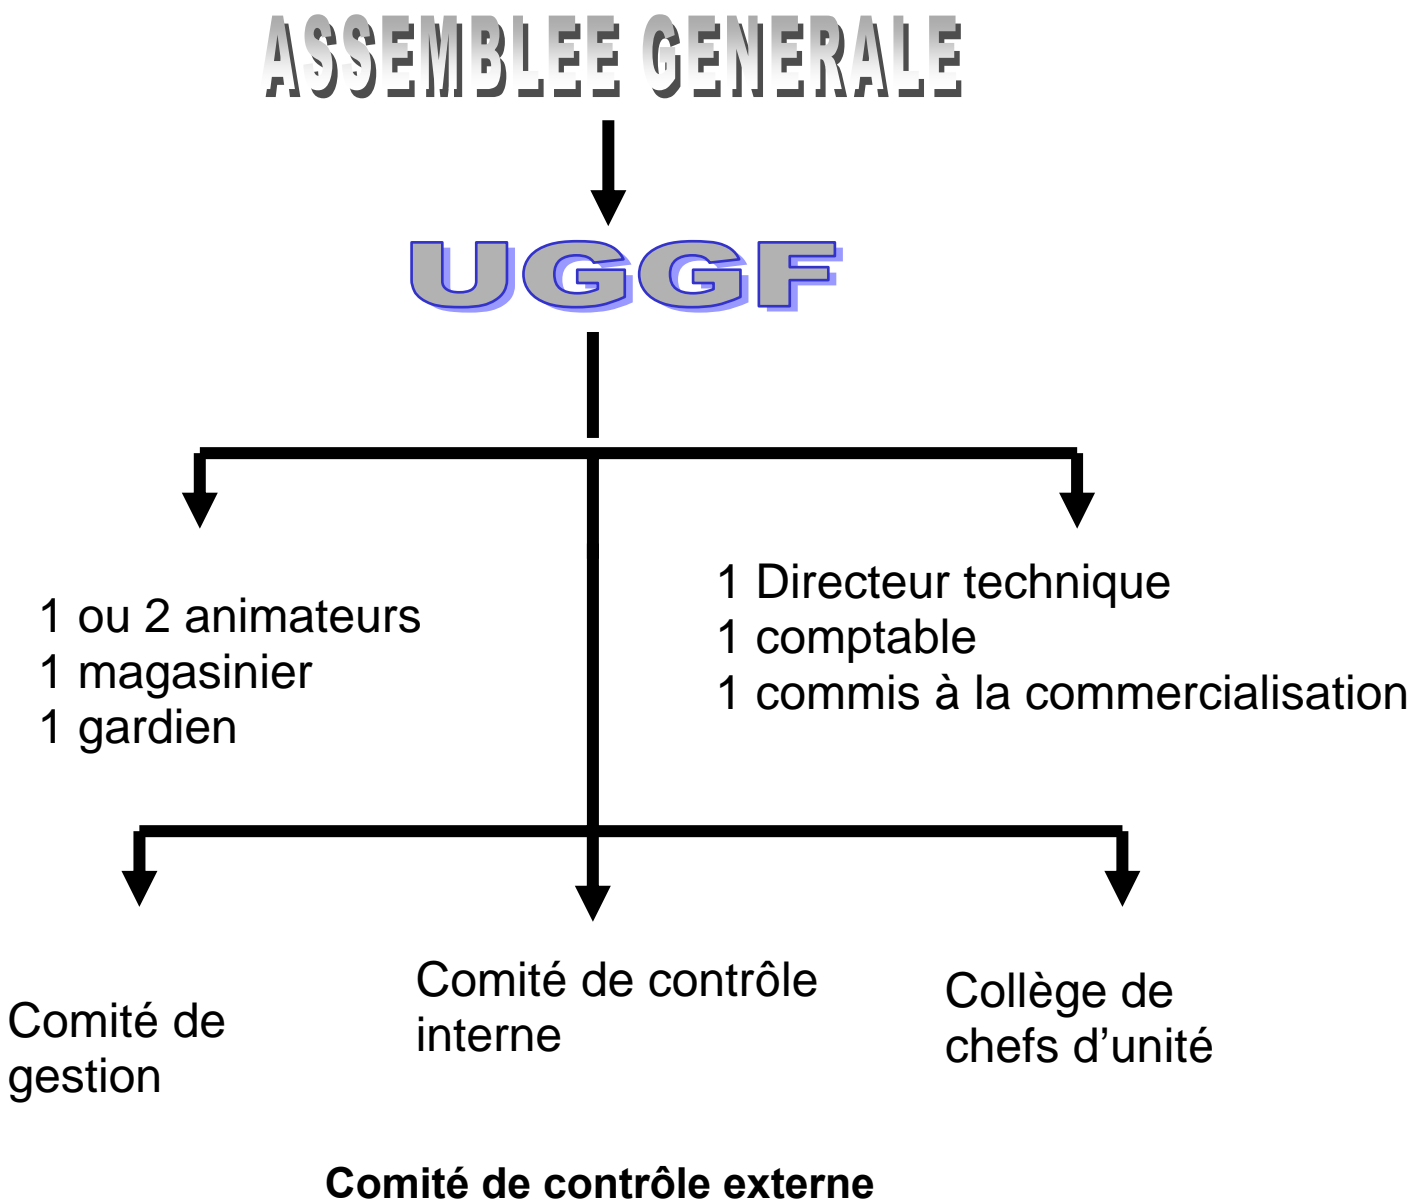 ASSEMBLEE GENERALE
UGGF
1 ou 2 animateurs
1 magasinier
1 gardien
1 Directeur technique
1 comptable
1 commis à la commercialisation
Comité de
gestion
Comité de contrôle
interne
Collège de
chefs d’unité
Comité de contrôle externe